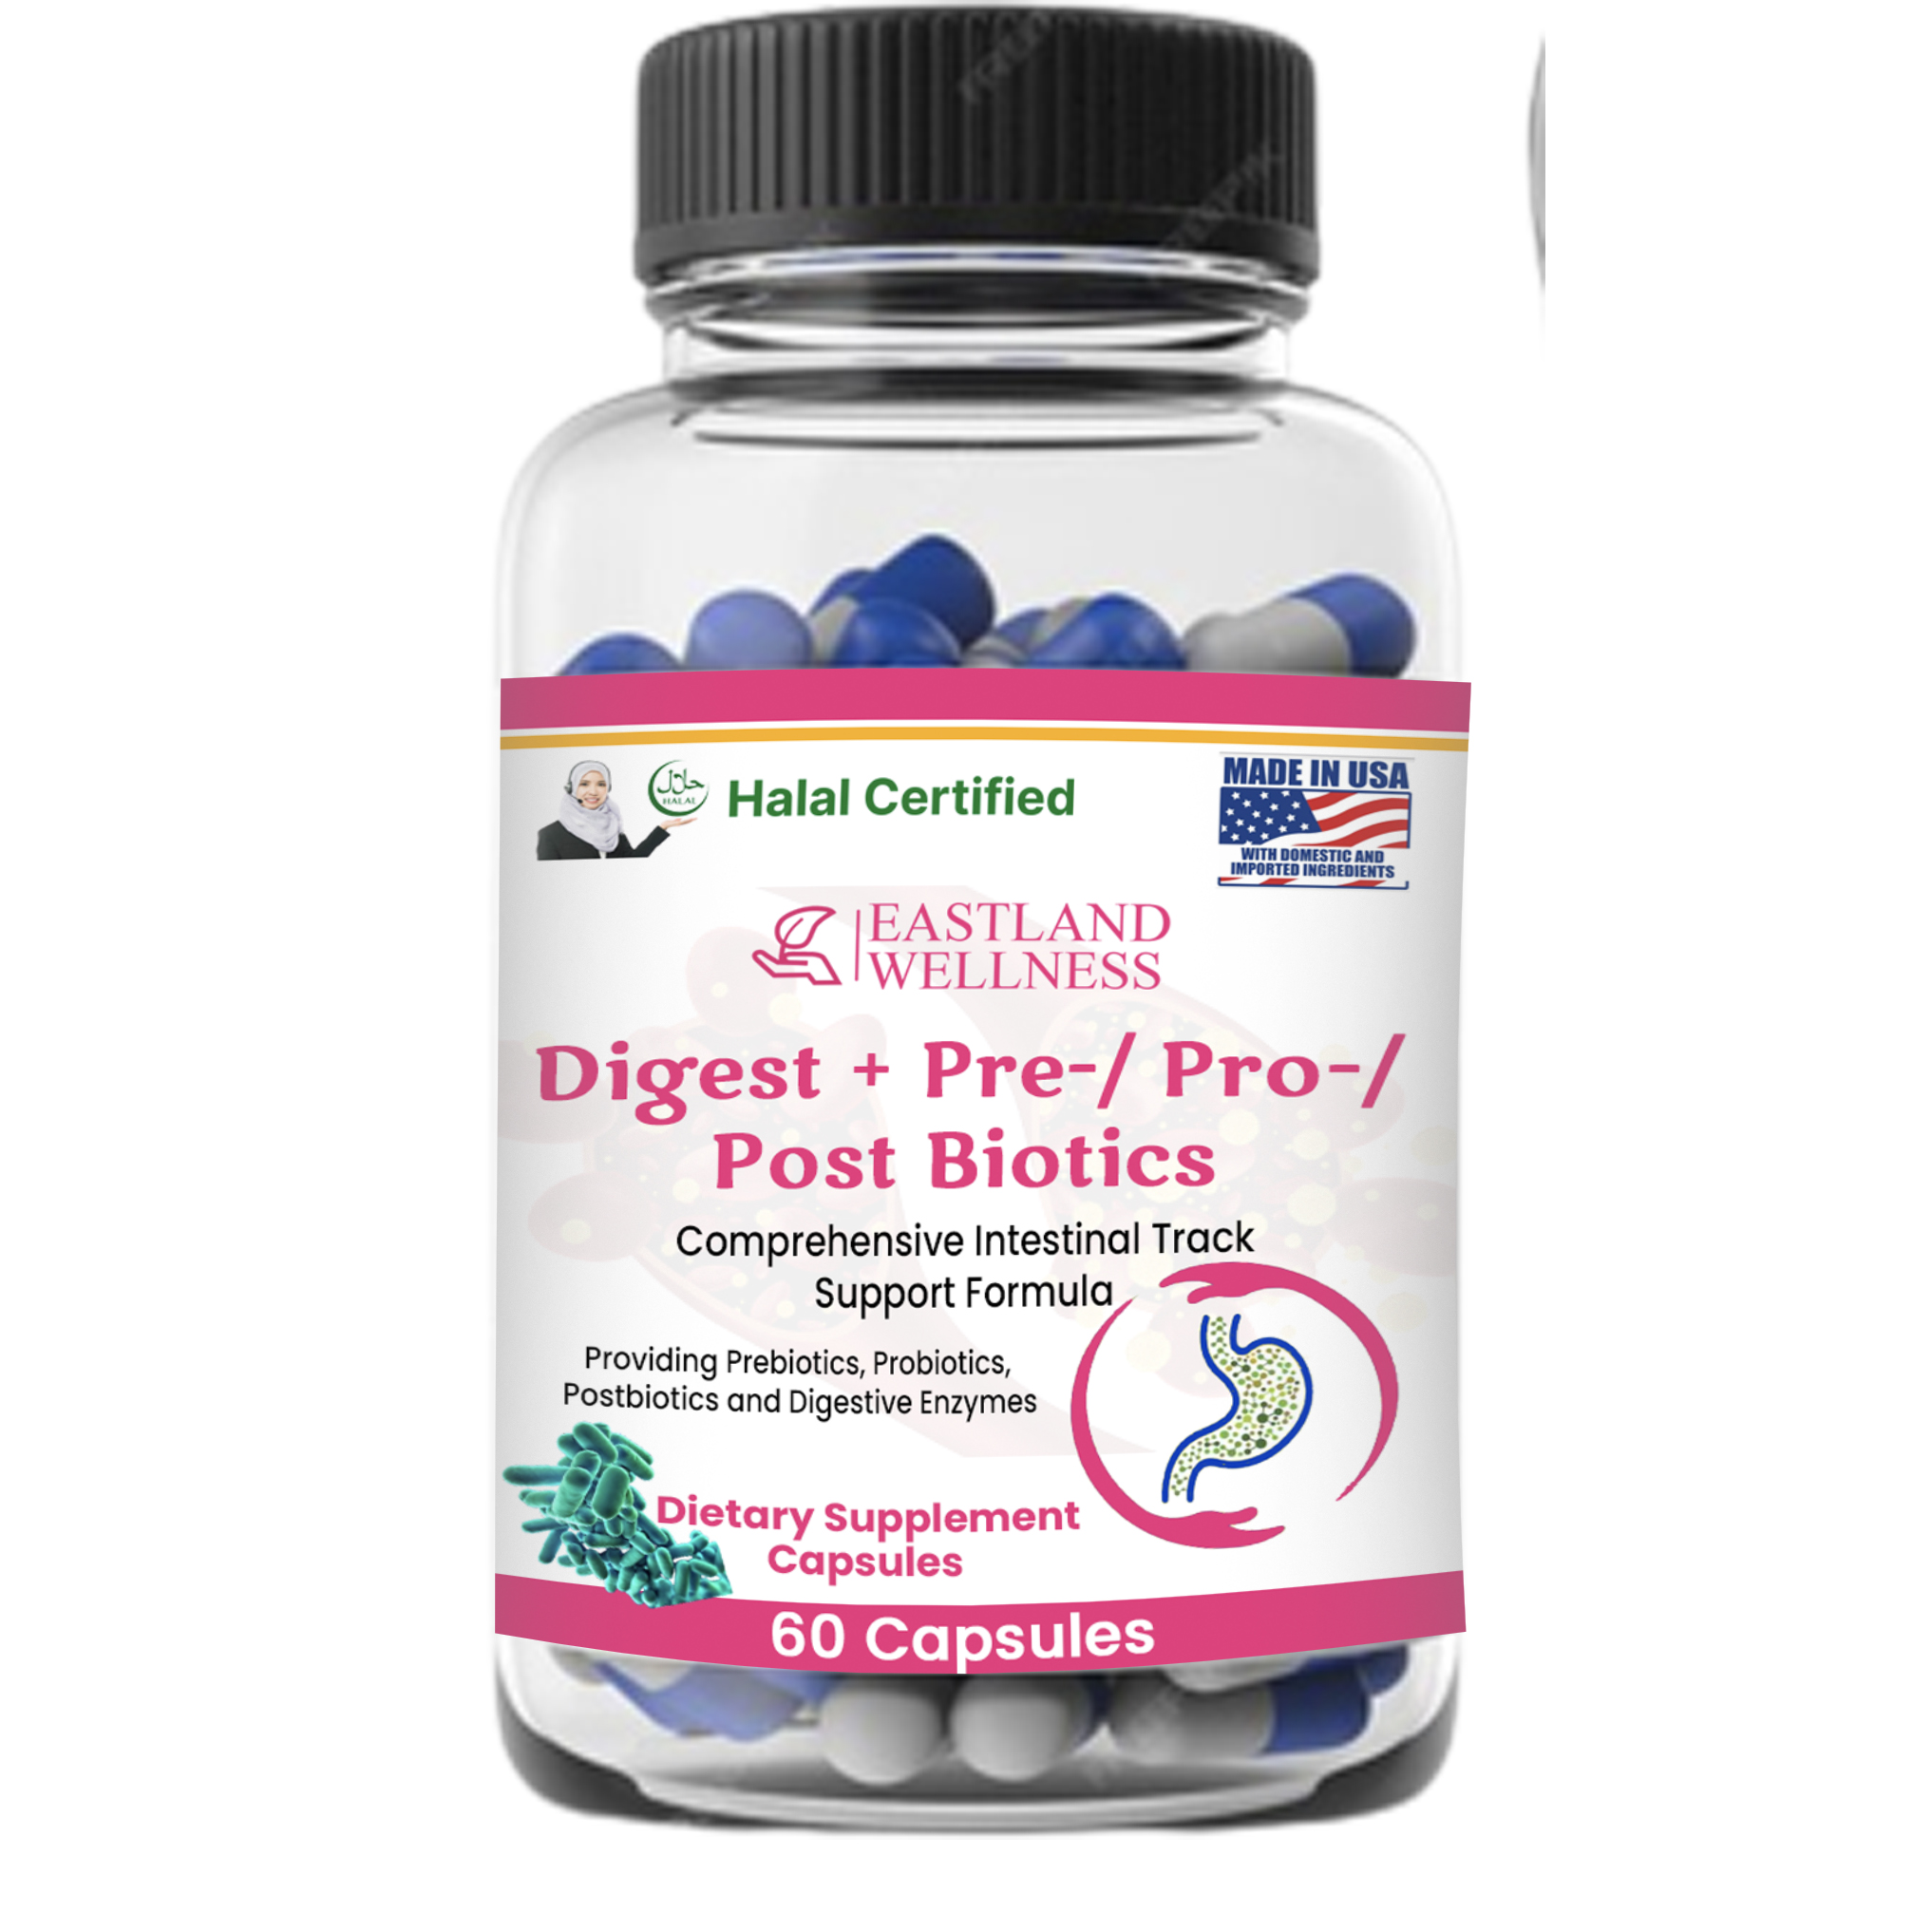 حلال
HALAL
Halal Certified
MADE IN USA
WITH DOMESTIC AND
IMPORTED INGREDIENTS
EASTLAND
WELLNESS
Digest + Pre-/ Pro-/
Post Biotics
Comprehensive Intestinal Track
Support Formula
Providing Prebiotics, Probiotics,
Postbiotics and Digestive Enzymes
Dietary Supplement
Capsules
60 Capsules